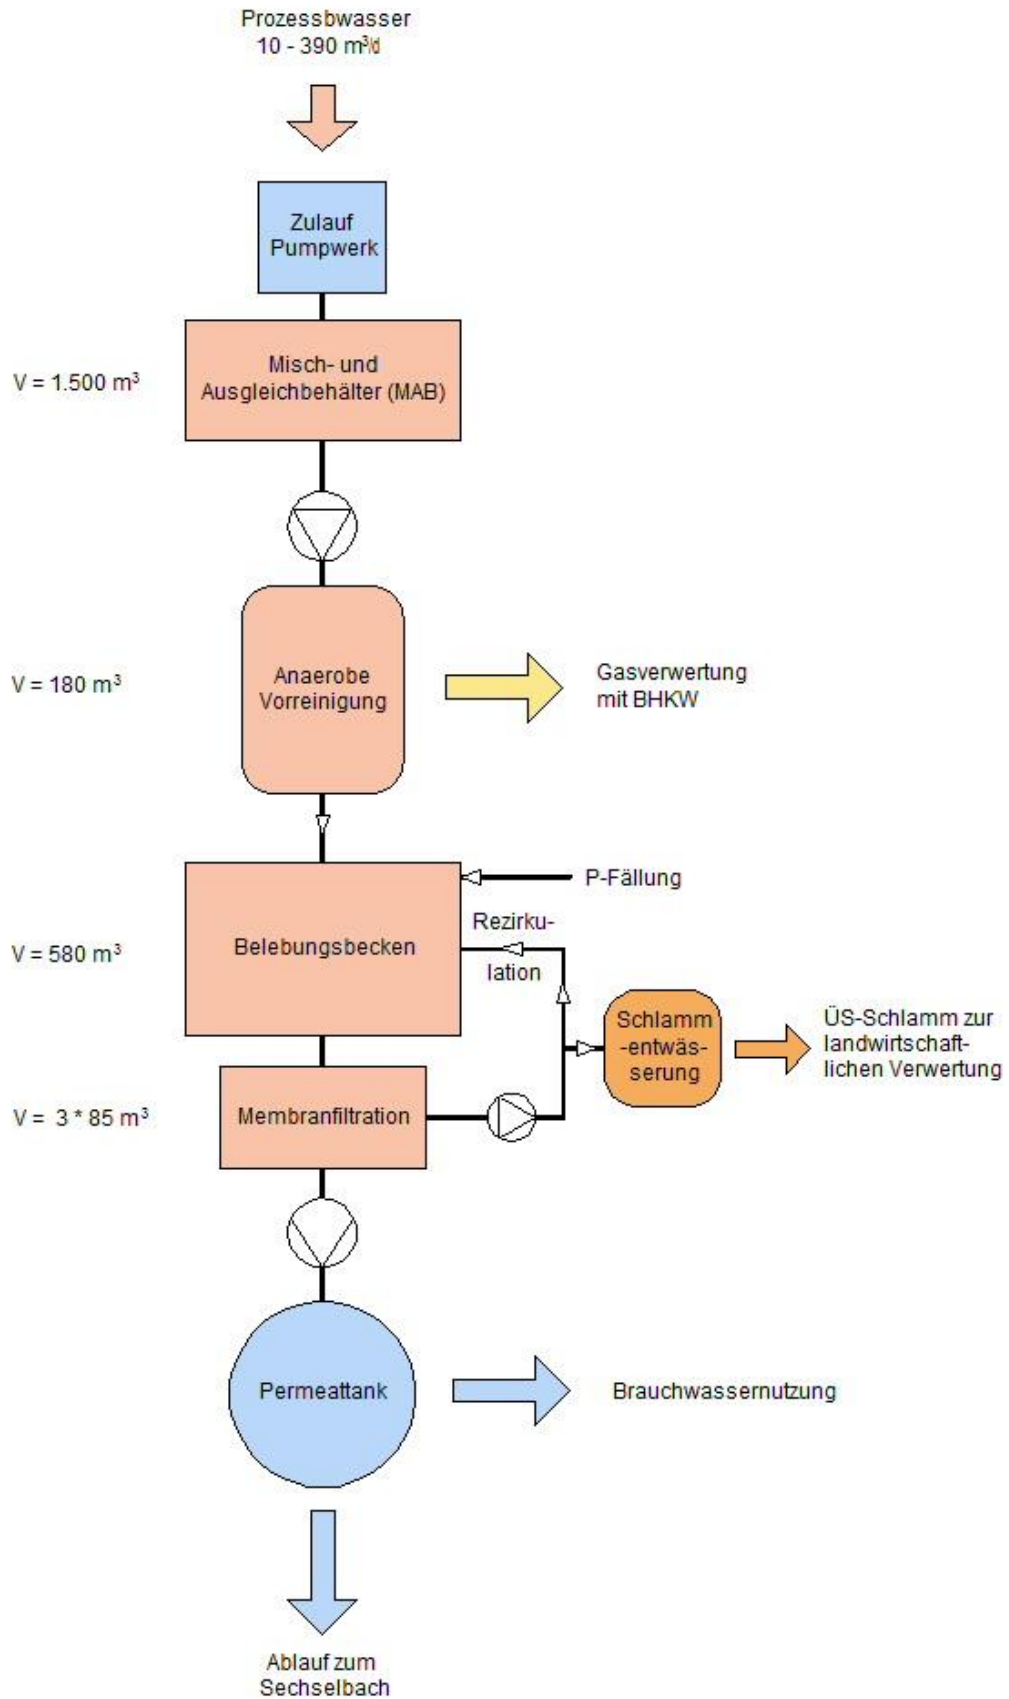 Prozessbwasser
10 - 390 m³/d
Zulauf
Pumpwerk
V = 1.500 m³
Misch- und
Ausgleichbehälter (MAB)
V = 180 m³
Anaerobe
Vorreinigung
Gasverwertung
mit BHKW
P-Fällung
Rezirku-
lation
V = 580 m³
Belebungsbecken
Schlamm
-entwäs-
serung
ÜS-Schlamm zur
landwirtschaft-
lichen Verwertung
V = 3 * 85 m³
Membranfiltration
Permeattank
Brauchwassernutzung
Ablauf zum
Sechselbach